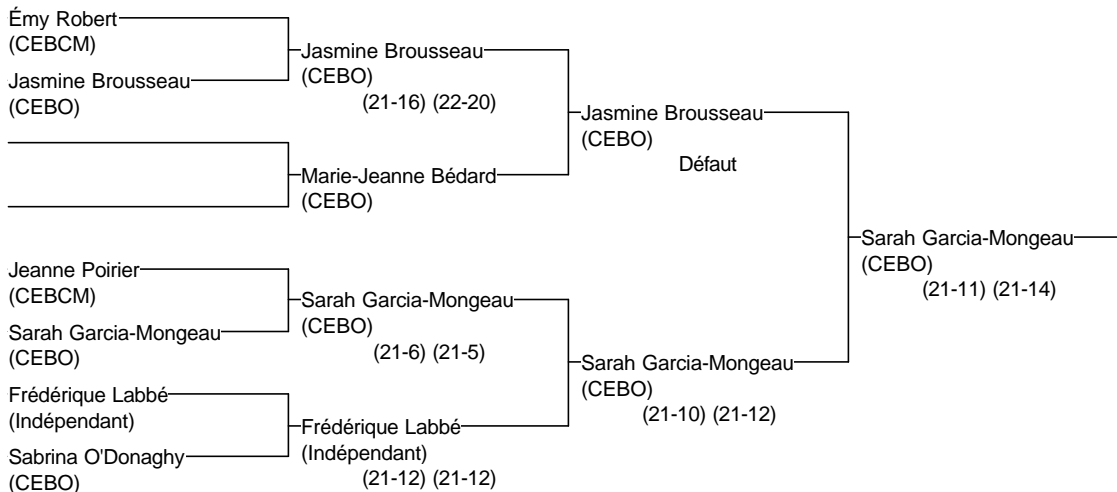 Émy Robert
(CEBCM)
Jasmine Brousseau
(CEBO)
Jasmine Brousseau
(CEBO)
(21-16) (22-20)
Marie-Jeanne Bédard
(CEBO)
Jasmine Brousseau
(CEBO)
Défaut
Jeanne Poirier
(CEBCM)
Sarah Garcia-Mongeau
(CEBO)
Sarah Garcia-Mongeau
(CEBO)
(21-6) (21-5)
Frédérique Labbé
(Indépendant)
Sabrina O'Donaghy
(CEBO)
Frédérique Labbé
(Indépendant)
(21-12) (21-12)
Sarah Garcia-Mongeau
(CEBO)
(21-10) (21-12)
Sarah Garcia-Mongeau
(CEBO)
(21-11) (21-14)